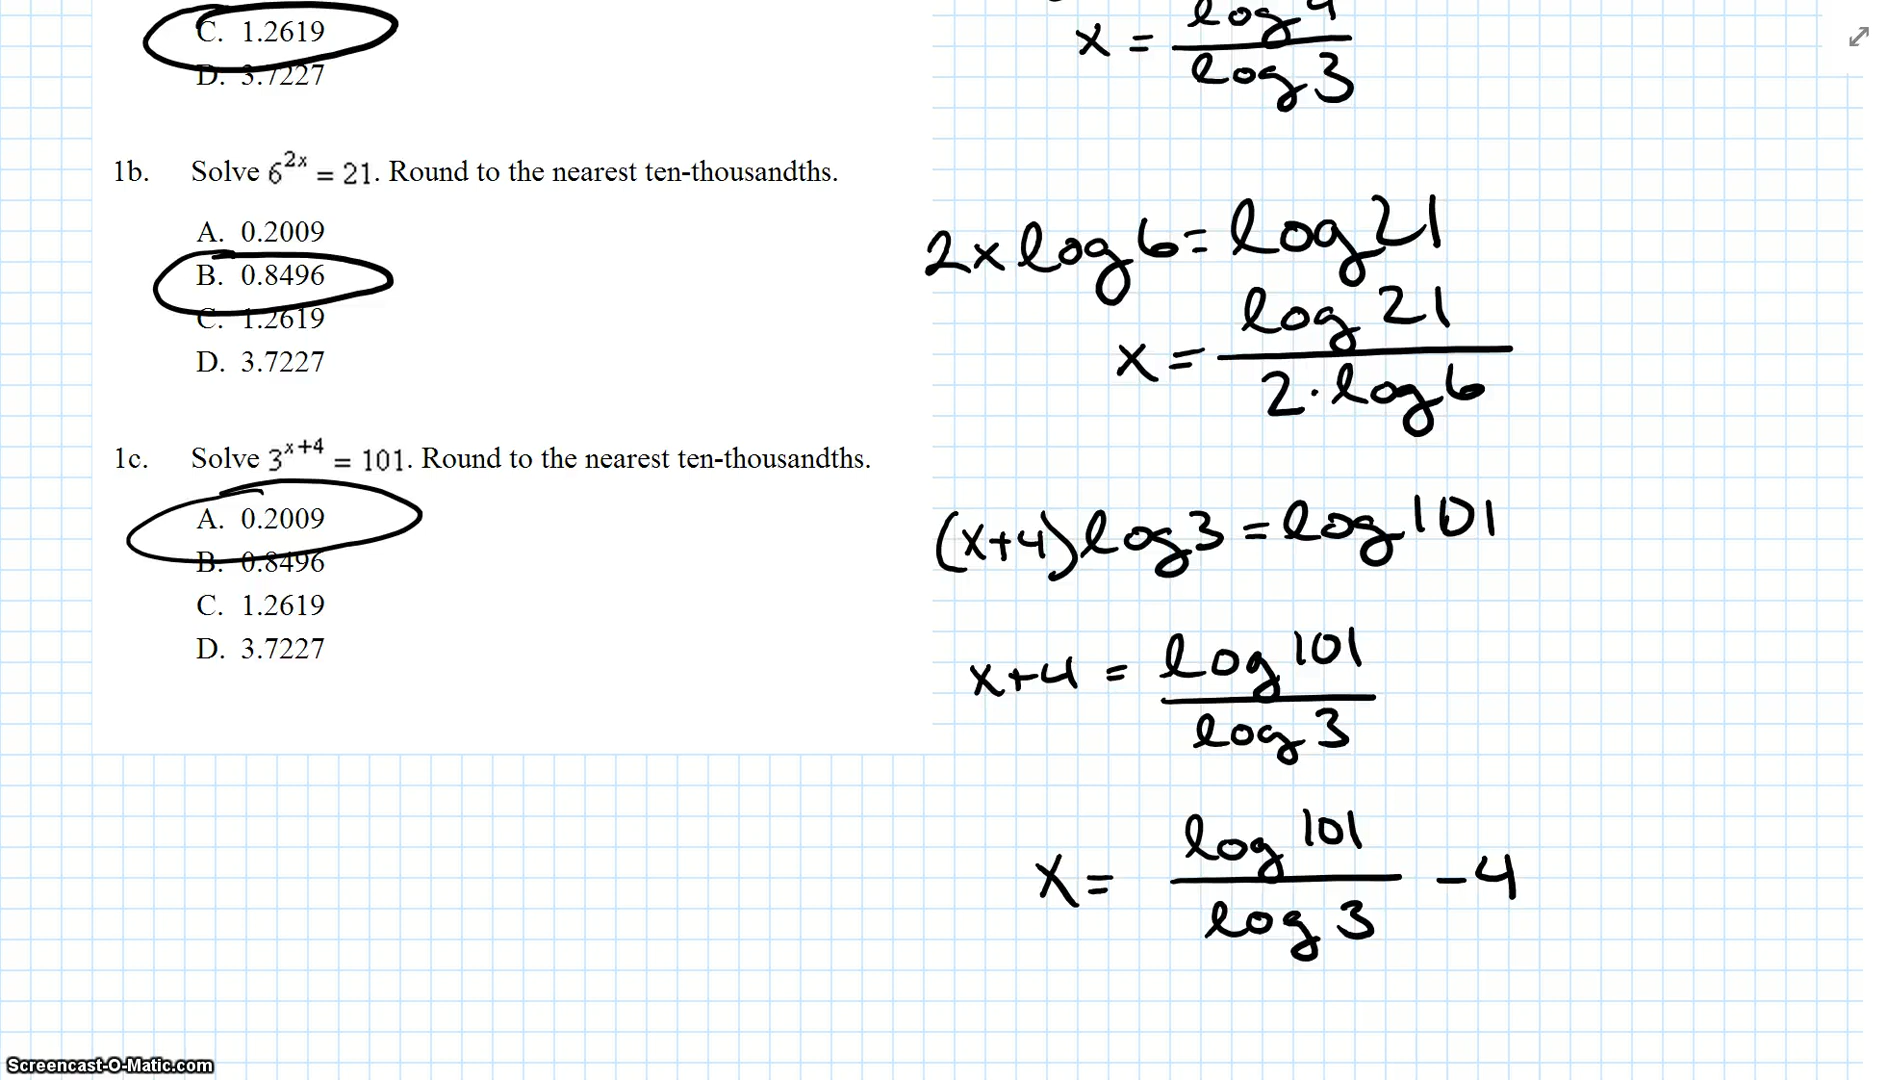 C. 1.2619
D. 3.7227
x = log 4 / log 3
1b. Solve 6^{2x} = 21. Round to the nearest ten-thousandths.
A. 0.2009
B. 0.8496
C. 1.2619
D. 3.7227
2x log 6 = log 21
x = log 21 / 2·log 6
1c. Solve 3^{x+4} = 101. Round to the nearest ten-thousandths.
A. 0.2009
B. 0.8496
C. 1.2619
D. 3.7227
(x+4) log 3 = log 101
x+4 = log 101 / log 3
x = log 101 / log 3 - 4
Screencast-O-Matic.com